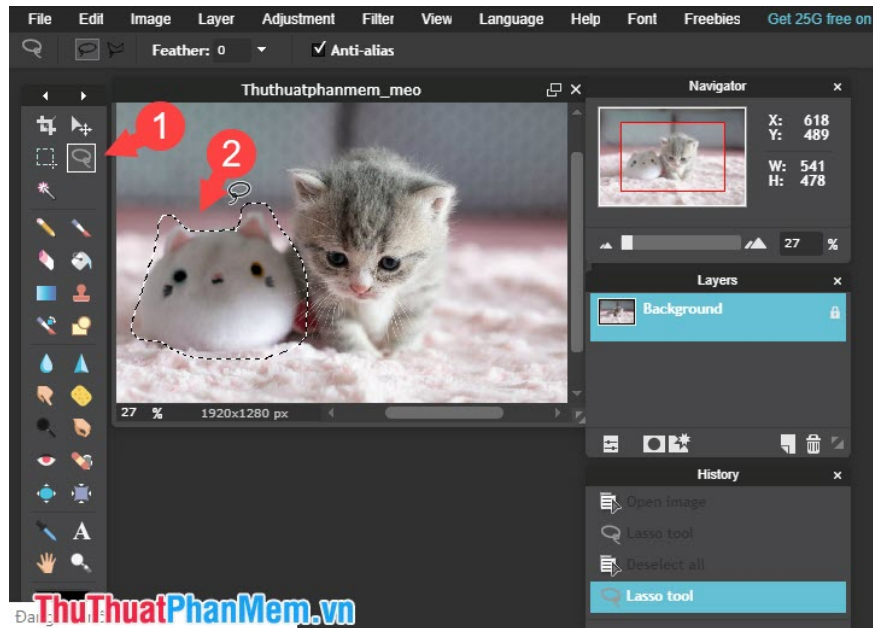 File Edit Image Layer Adjustment Filter View Language Help Font Freebies Get 25G free on
Feather: 0 Anti-alias
Thuthuatphanmem_meo
1
2
27 % 1920x1280 px
Navigator
X: 618
Y: 489
W: 541
H: 478
27 %
Layers
Background
History
Open image
Lasso tool
Deselect all
Lasso tool
A
ThuThuatPhanMem.vn